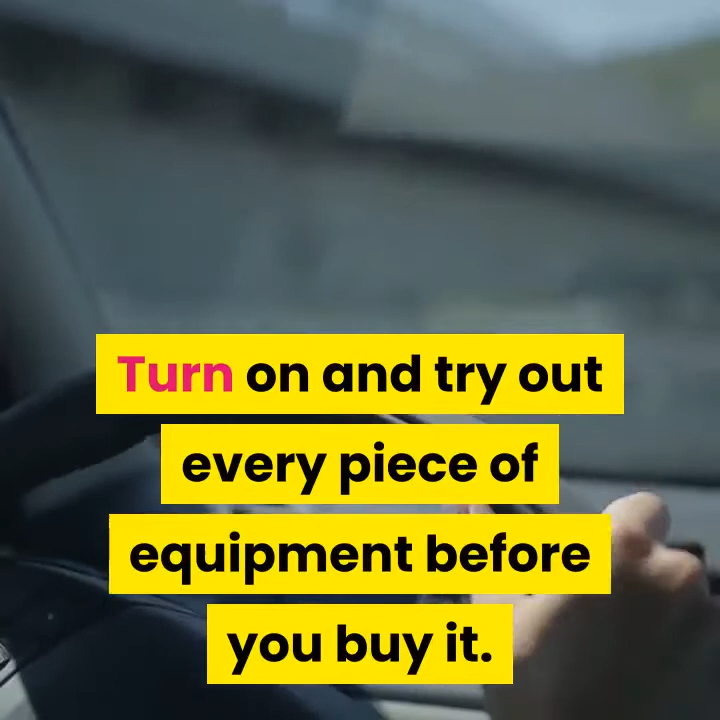 Turn on and try out
every piece of
equipment before
you buy it.